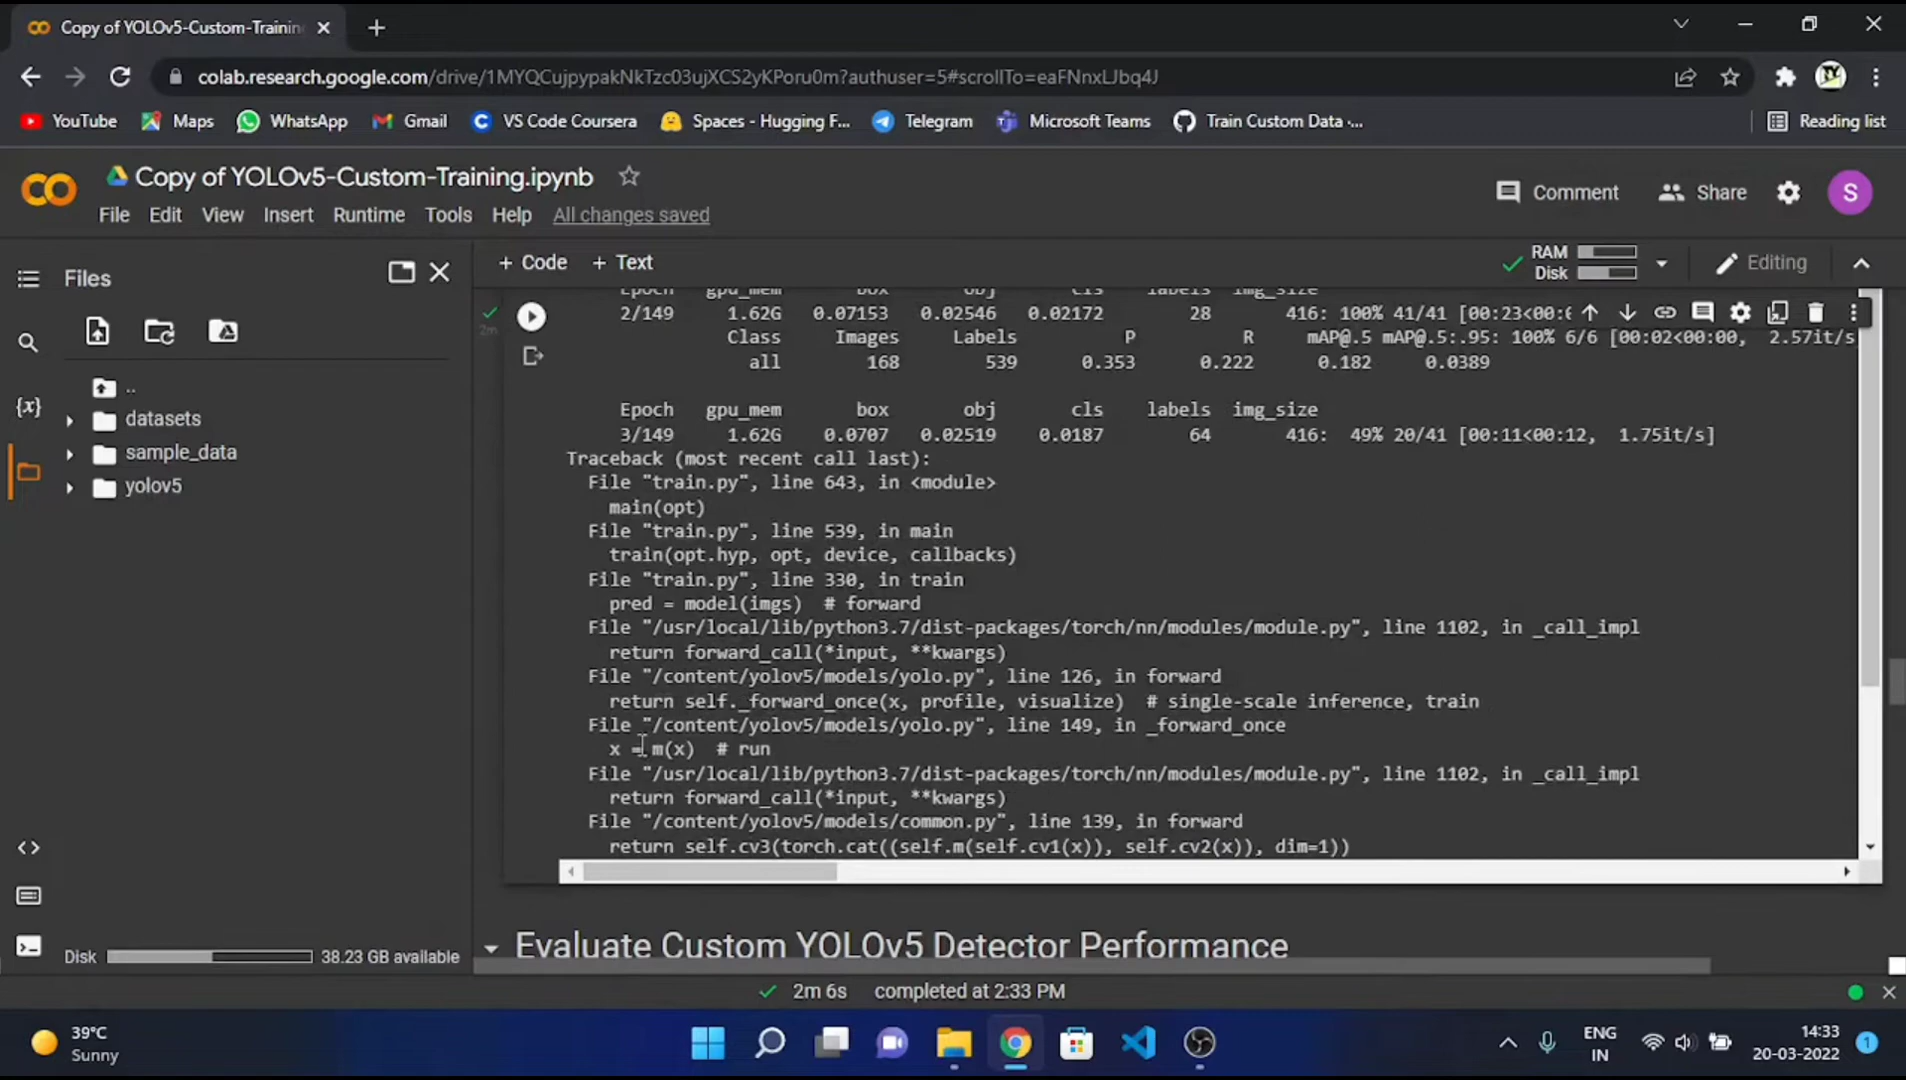 Copy of YOLOv5-Custom-Trainin
colab.research.google.com/drive/1MYQCujpypakNkTzc03ujXCS2yKPoru0m?authuser=5#scrollTo=eaFNnxLJbq4J
YouTube Maps WhatsApp Gmail VS Code Coursera Spaces - Hugging F... Telegram Microsoft Teams Train Custom Data ·... Reading list
Copy of YOLOv5-Custom-Training.ipynb
Comment Share S
File Edit View Insert Runtime Tools Help All changes saved
Files
+ Code + Text
RAM
Disk
Editing
..
datasets
sample_data
yolov5
Epoch gpu_mem box obj cls labels img_size
2/149 1.62G 0.07153 0.02546 0.02172 28 416: 100% 41/41 [00:23<00:
Class Images Labels P R mAP@.5 mAP@.5:.95: 100% 6/6 [00:02<00:00, 2.57it/s
all 168 539 0.353 0.222 0.182 0.0389
Epoch gpu_mem box obj cls labels img_size
3/149 1.62G 0.0707 0.02519 0.0187 64 416: 49% 20/41 [00:11<00:12, 1.75it/s]
Traceback (most recent call last):
File "train.py", line 643, in <module>
main(opt)
File "train.py", line 539, in main
train(opt.hyp, opt, device, callbacks)
File "train.py", line 330, in train
pred = model(imgs) # forward
File "/usr/local/lib/python3.7/dist-packages/torch/nn/modules/module.py", line 1102, in _call_impl
return forward_call(*input, **kwargs)
File "/content/yolov5/models/yolo.py", line 126, in forward
return self._forward_once(x, profile, visualize) # single-scale inference, train
File "/content/yolov5/models/yolo.py", line 149, in _forward_once
x = m(x) # run
File "/usr/local/lib/python3.7/dist-packages/torch/nn/modules/module.py", line 1102, in _call_impl
return forward_call(*input, **kwargs)
File "/content/yolov5/models/common.py", line 139, in forward
return self.cv3(torch.cat((self.m(self.cv1(x)), self.cv2(x)), dim=1))
Evaluate Custom YOLOv5 Detector Performance
Disk 38.23 GB available
2m 6s completed at 2:33 PM
39°C
Sunny
ENG
IN
14:33
20-03-2022
1